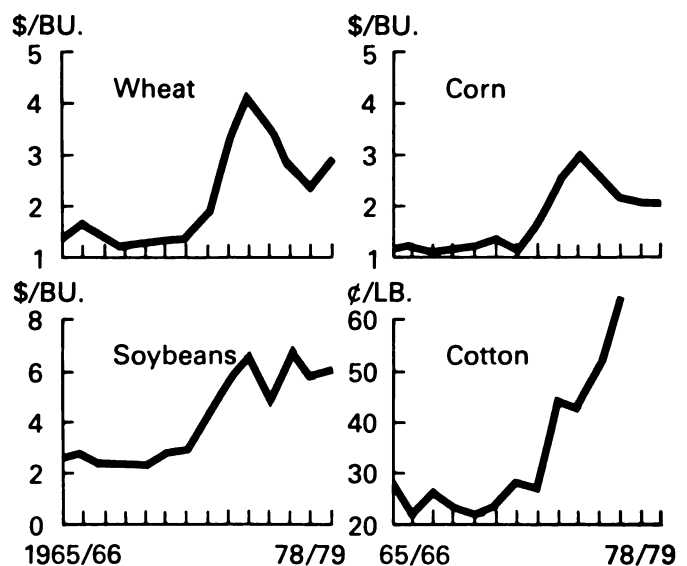 $/BU. $/BU.
5 5
Wheat Corn
4 4
3 3
2 2
1 1
$/BU. ¢/LB.
8 60
Soybeans Cotton
6 50
4 40
2 30
0 20
1965/66 78/79 65/66 78/79